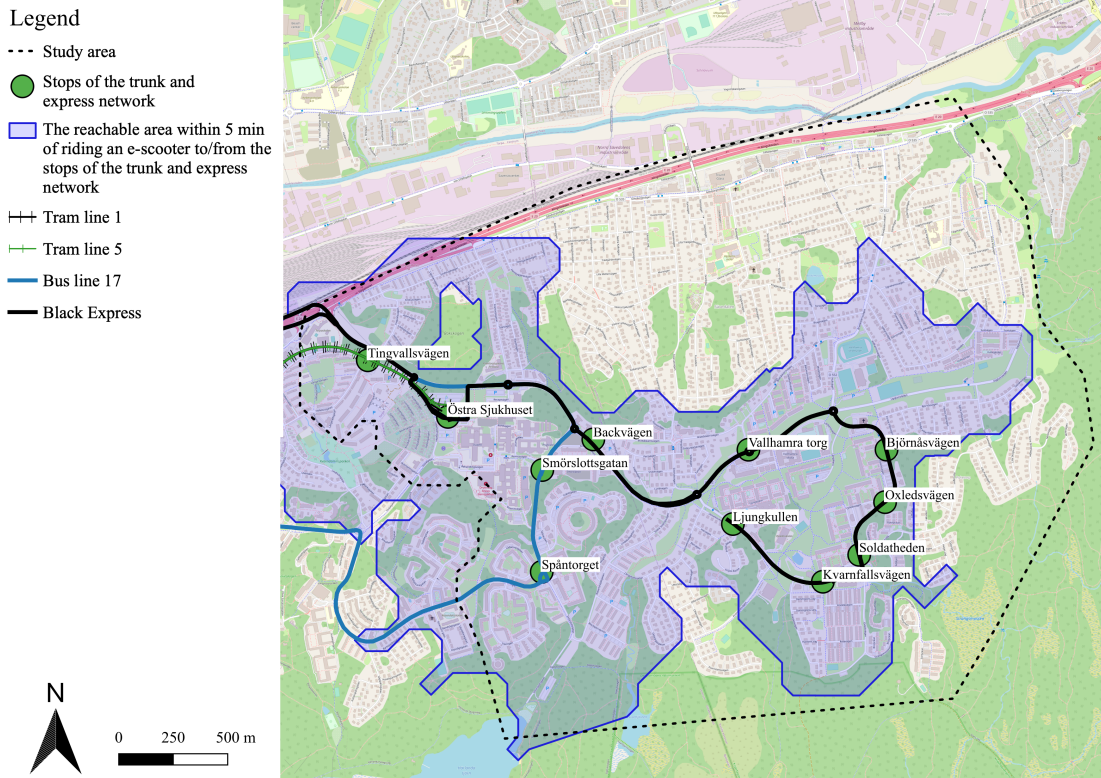 Legend
Study area
Stops of the trunk and
express network
The reachable area within 5 min
of riding an e-scooter to/from the
stops of the trunk and express
network
Tram line 1
Tram line 5
Bus line 17
Black Express
Tingvallsvägen
Östra Sjukhuset
Backvägen
Smörslottsgatan
Vallhamra torg
Björnåsvägen
Oxledsvägen
Ljungkullen
Soldatheden
Spåntorget
Kvarnfallsvägen
N
0 250 500 m